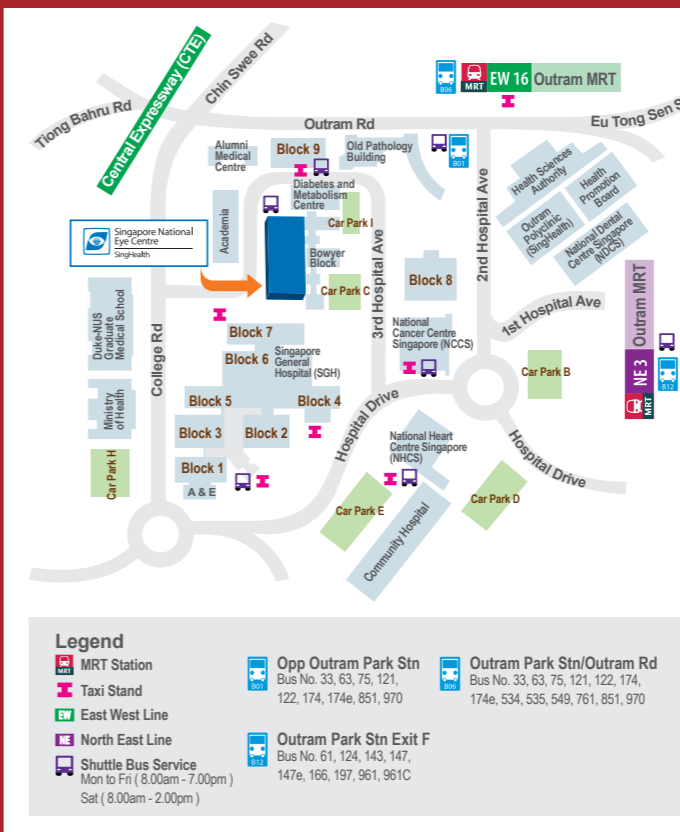 Central Expressway (CTE)
Chin Swee Rd
Tiong Bahru Rd
B06
MRT
EW 16
Outram MRT
Outram Rd
Eu Tong Sen S
Alumni
Medical
Centre
Block 9
Old Pathology
Building
B01
Diabetes and
Metabolism
Centre
Car Park I
Academia
Singapore National
Eye Centre
SingHealth
Bowyer
Block
Car Park C
3rd Hospital Ave
2nd Hospital Ave
Health Sciences
Authority
Health
Promotion
Board
Outram
Polyclinic
(SingHealth)
National Dental
Centre Singapore
(NDCS)
Block 8
1st Hospital Ave
Outram MRT
NE 3
B12
MRT
Duke-NUS
Graduate
Medical School
College Rd
Block 7
Block 6
Singapore
General
Hospital (SGH)
National
Cancer Centre
Singapore (NCCS)
Car Park B
Ministry
of Health
Block 5
Block 4
Block 3
Block 2
Hospital Drive
National Heart
Centre Singapore
(NHCS)
Hospital Drive
Car Park H
Block 1
A & E
Car Park E
Car Park D
Community Hospital
Legend
MRT
MRT Station
Taxi Stand
EW
East West Line
NE
North East Line
Shuttle Bus Service
Mon to Fri ( 8.00am - 7.00pm )
Sat ( 8.00am - 2.00pm )
B01
Opp Outram Park Stn
Bus No. 33, 63, 75, 121,
122, 174, 174e, 851, 970
B12
Outram Park Stn Exit F
Bus No. 61, 124, 143, 147,
147e, 166, 197, 961, 961C
B06
Outram Park Stn/Outram Rd
Bus No. 33, 63, 75, 121, 122, 174,
174e, 534, 535, 549, 761, 851, 970